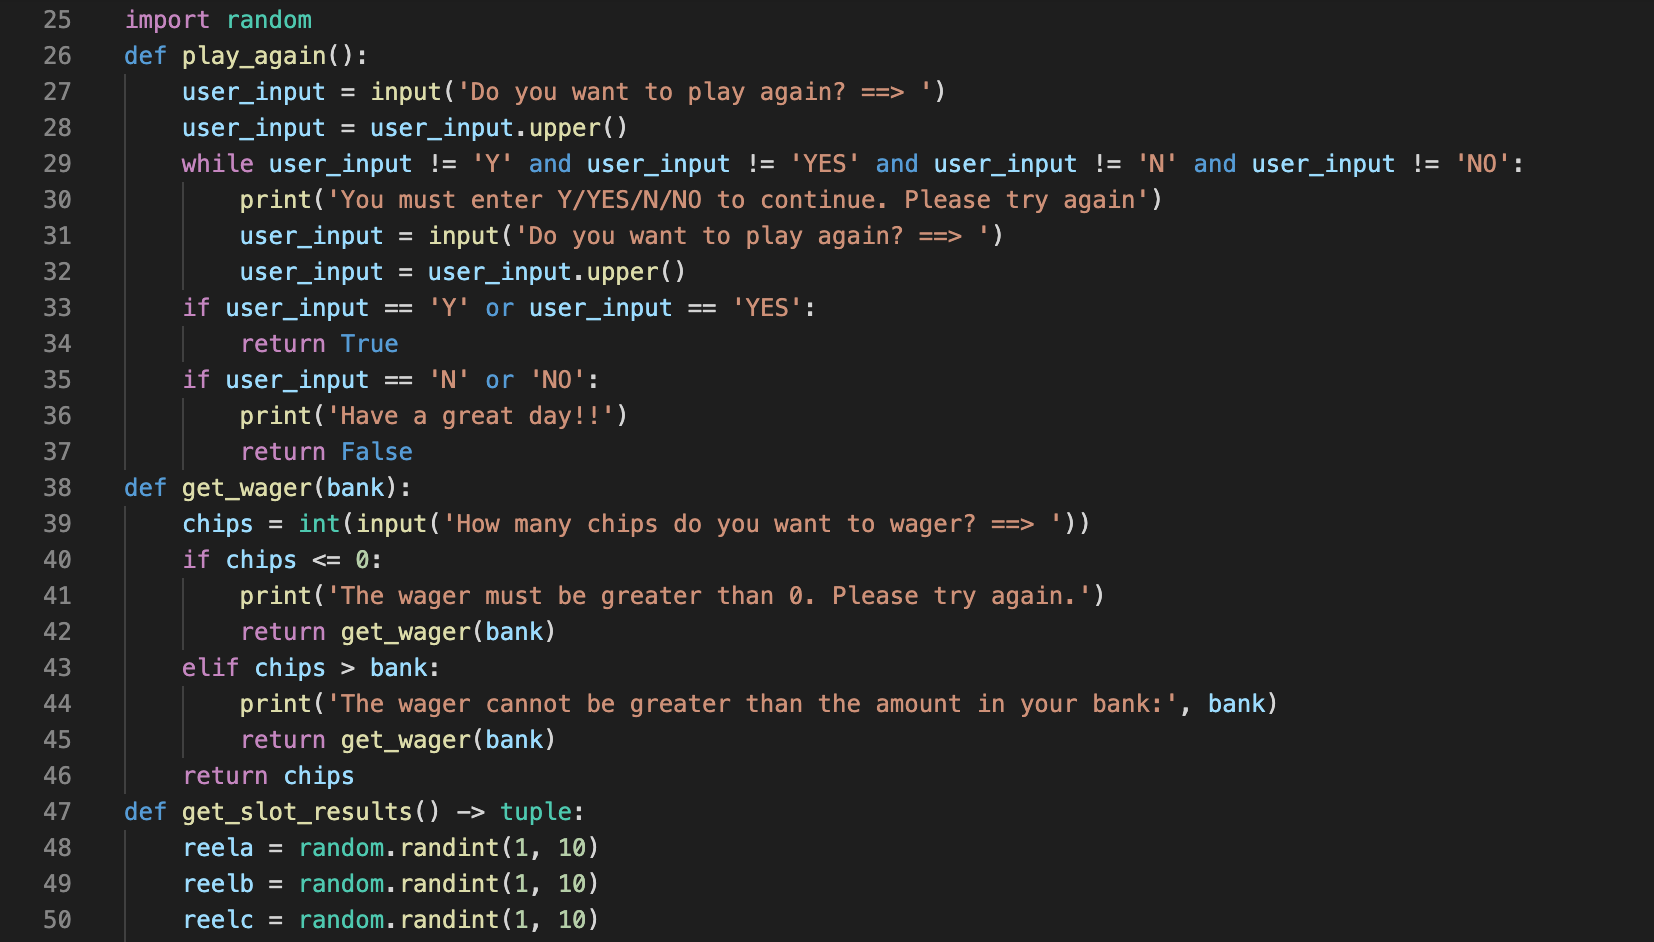 25 import random
26 def play_again():
27     user_input = input('Do you want to play again? ==> ')
28     user_input = user_input.upper()
29     while user_input != 'Y' and user_input != 'YES' and user_input != 'N' and user_input != 'NO':
30         print('You must enter Y/YES/N/NO to continue. Please try again')
31         user_input = input('Do you want to play again? ==> ')
32         user_input = user_input.upper()
33     if user_input == 'Y' or user_input == 'YES':
34         return True
35     if user_input == 'N' or 'NO':
36         print('Have a great day!!')
37         return False
38 def get_wager(bank):
39     chips = int(input('How many chips do you want to wager? ==> '))
40     if chips <= 0:
41         print('The wager must be greater than 0. Please try again.')
42         return get_wager(bank)
43     elif chips > bank:
44         print('The wager cannot be greater than the amount in your bank:', bank)
45         return get_wager(bank)
46     return chips
47 def get_slot_results() -> tuple:
48     reela = random.randint(1, 10)
49     reelb = random.randint(1, 10)
50     reelc = random.randint(1, 10)